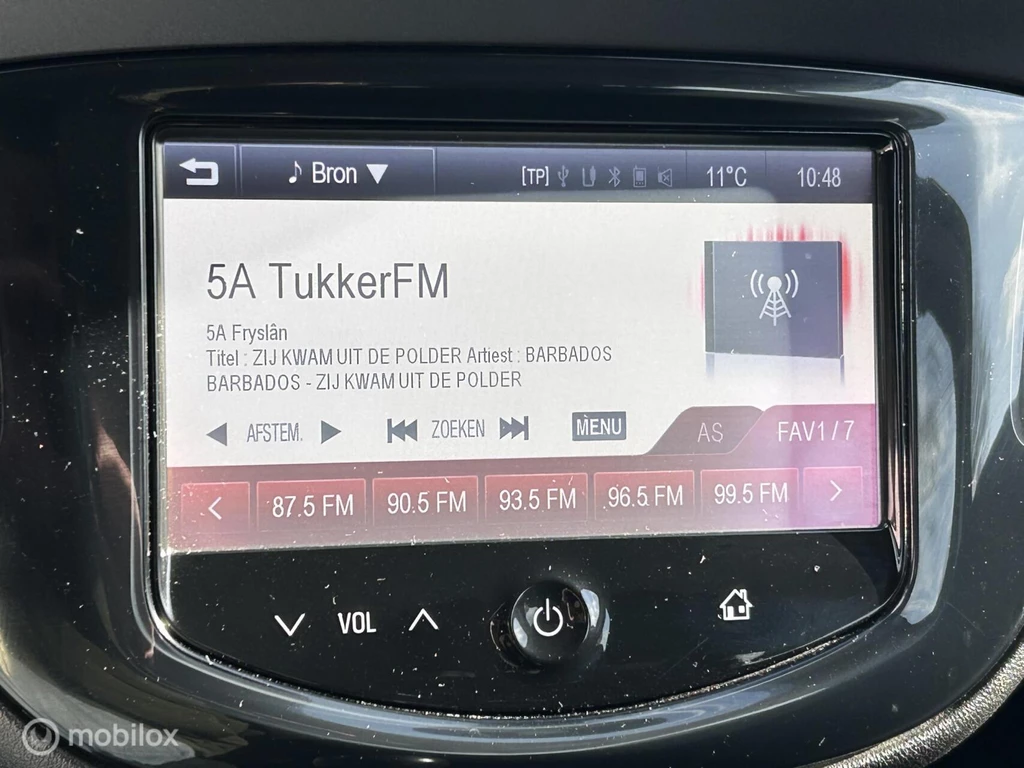 ♪ Bron ▼ [TP] 11°C 10:48
5A TukkerFM
5A Fryslân
Titel : ZIJ KWAM UIT DE POLDER Artiest : BARBADOS
BARBADOS - ZIJ KWAM UIT DE POLDER
◀ AFSTEM. ▶ ZOEKEN MENU AS FAV1/7
< 87.5 FM 90.5 FM 93.5 FM 96.5 FM 99.5 FM >
VOL
mobilox